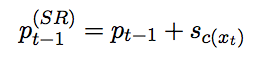 p_{t-1}^{(SR)} = p_{t-1} + s_{c(x_t)}